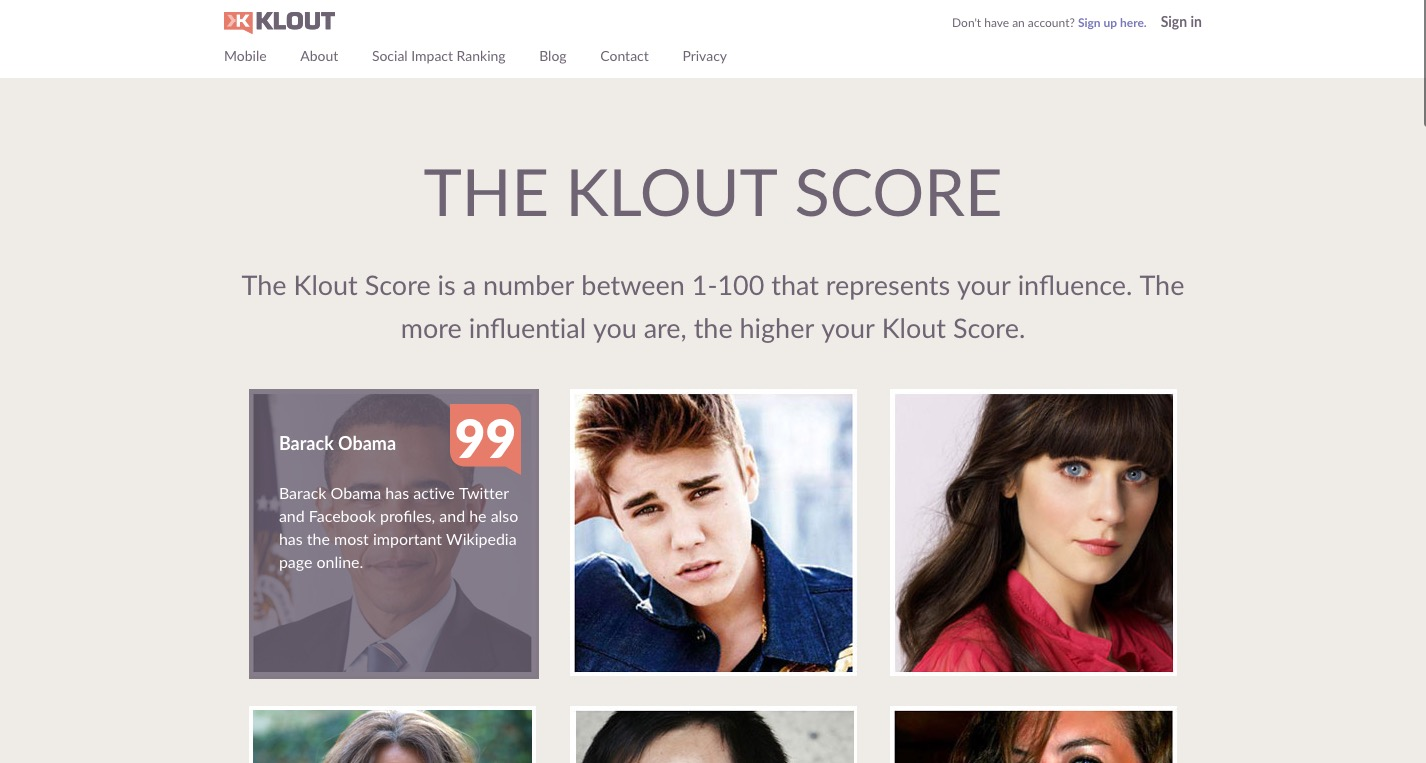 KLOUT
Don't have an account? Sign up here. Sign in
Mobile About Social Impact Ranking Blog Contact Privacy
THE KLOUT SCORE
The Klout Score is a number between 1-100 that represents your influence. The
more influential you are, the higher your Klout Score.
Barack Obama 99
Barack Obama has active Twitter
and Facebook profiles, and he also
has the most important Wikipedia
page online.